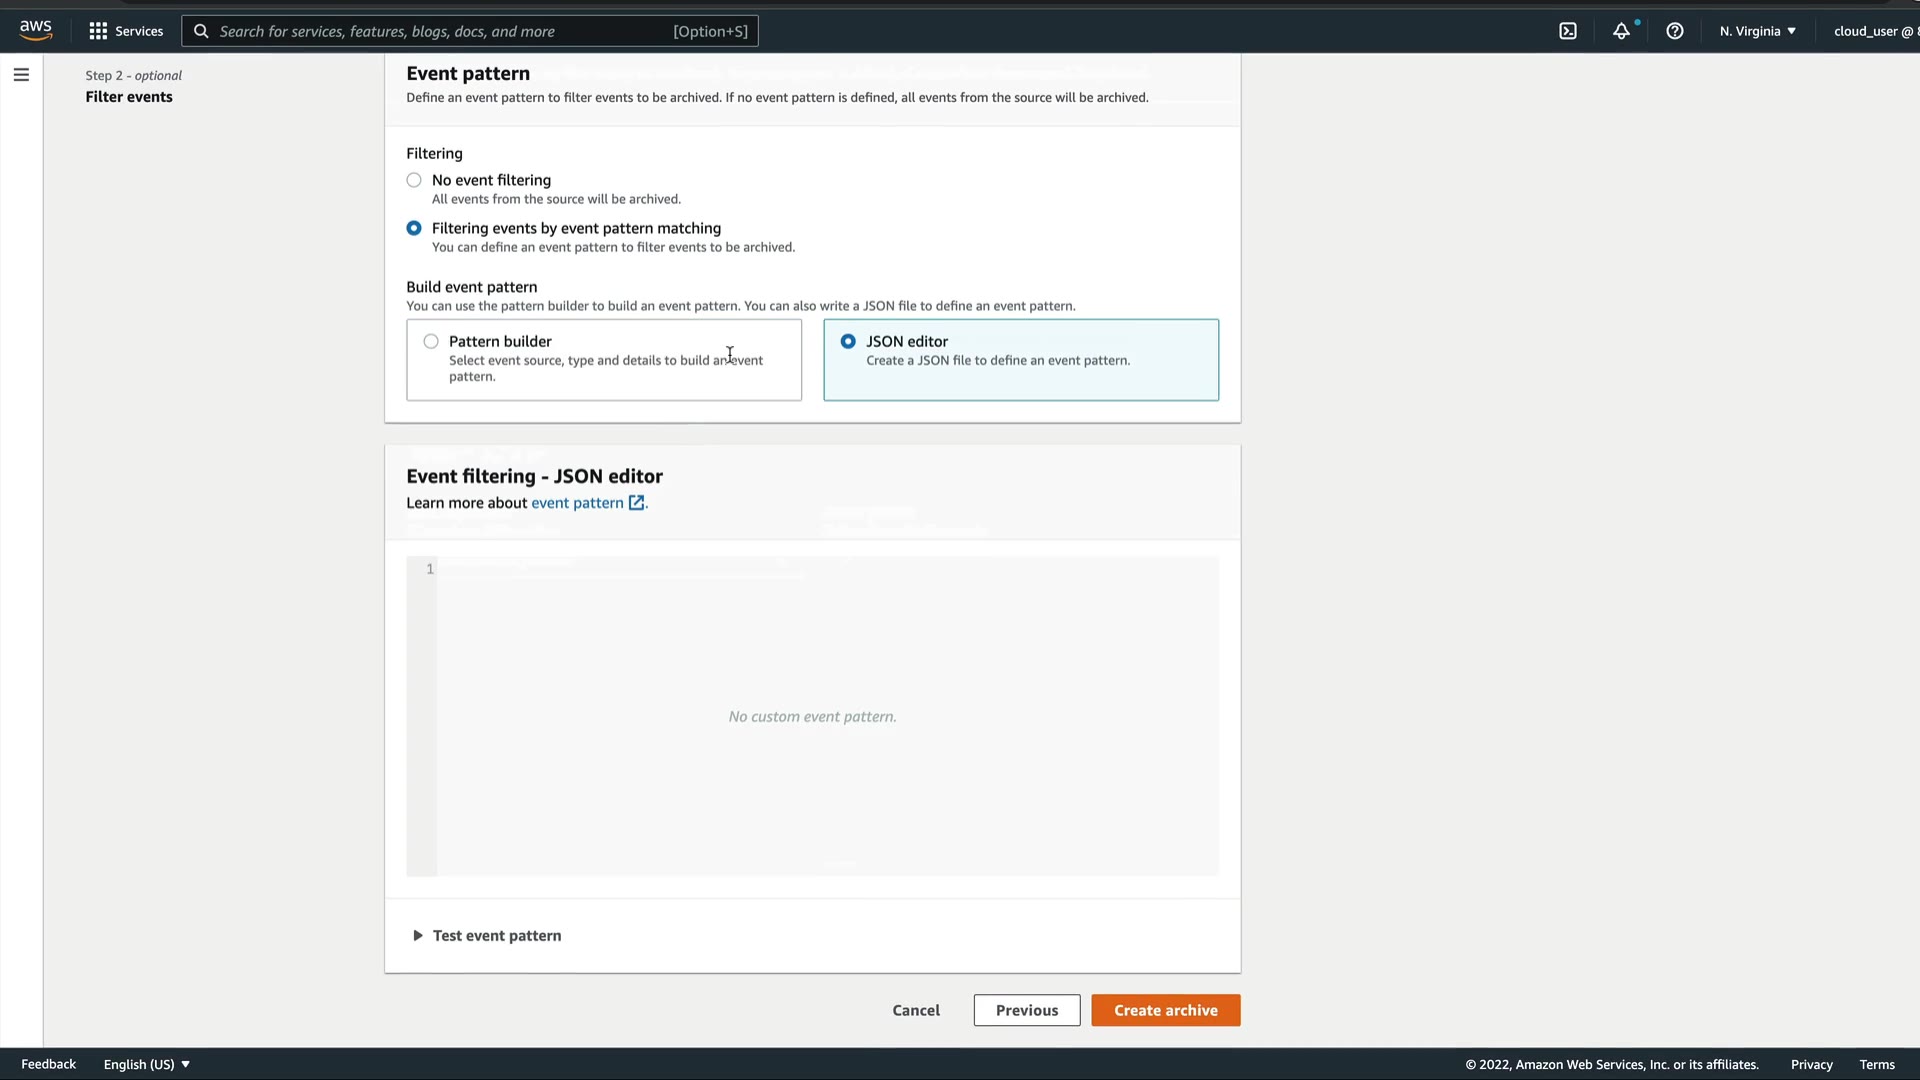 aws
Services
Search for services, features, blogs, docs, and more
[Option+S]
N. Virginia
cloud_user @
Step 2 - optional
Filter events
Event pattern
Define an event pattern to filter events to be archived. If no event pattern is defined, all events from the source will be archived.
Filtering
No event filtering
All events from the source will be archived.
Filtering events by event pattern matching
You can define an event pattern to filter events to be archived.
Build event pattern
You can use the pattern builder to build an event pattern. You can also write a JSON file to define an event pattern.
Pattern builder
Select event source, type and details to build an event
pattern.
JSON editor
Create a JSON file to define an event pattern.
Event filtering - JSON editor
Learn more about event pattern .
1
No custom event pattern.
Test event pattern
Cancel
Previous
Create archive
Feedback
English (US)
© 2022, Amazon Web Services, Inc. or its affiliates.
Privacy
Terms